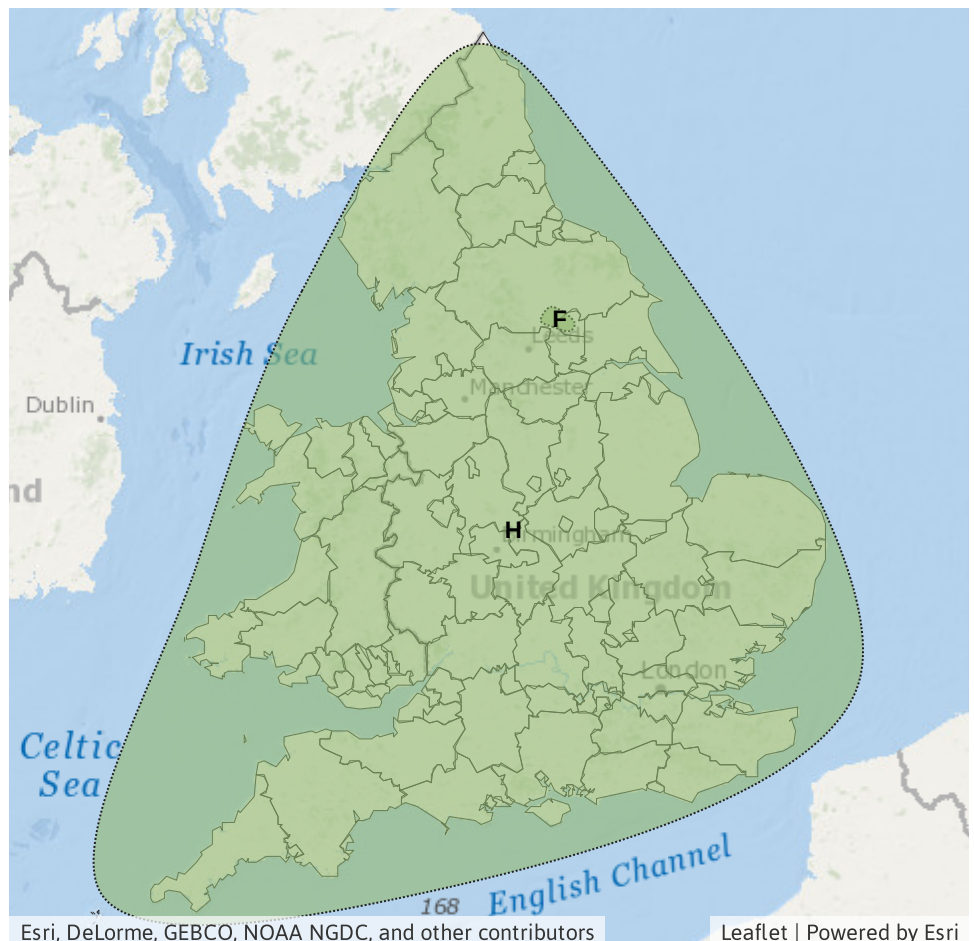 F
Leeds
Irish Sea
Manchester
Dublin
nd
H
Birmingham
United Kingdom
London
Celtic
Sea
English Channel
168
Esri, DeLorme, GEBCO, NOAA NGDC, and other contributors
Leaflet | Powered by Esri